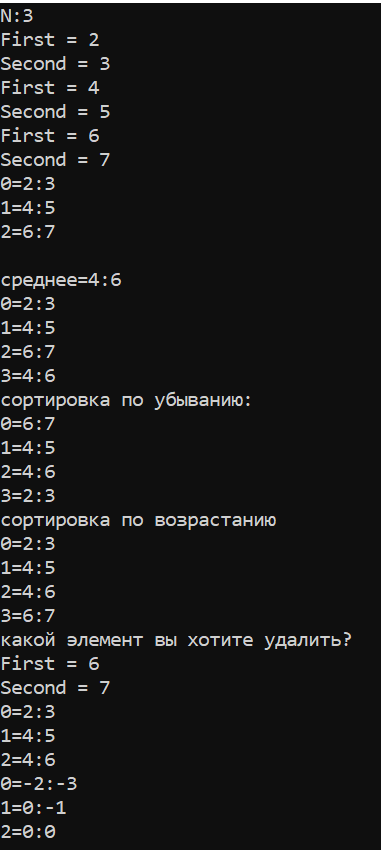 N:3
First = 2
Second = 3
First = 4
Second = 5
First = 6
Second = 7
0=2:3
1=4:5
2=6:7
среднее=4:6
0=2:3
1=4:5
2=6:7
3=4:6
сортировка по убыванию:
0=6:7
1=4:5
2=4:6
3=2:3
сортировка по возрастанию
0=2:3
1=4:5
2=4:6
3=6:7
какой элемент вы хотите удалить?
First = 6
Second = 7
0=2:3
1=4:5
2=4:6
0=-2:-3
1=0:-1
2=0:0